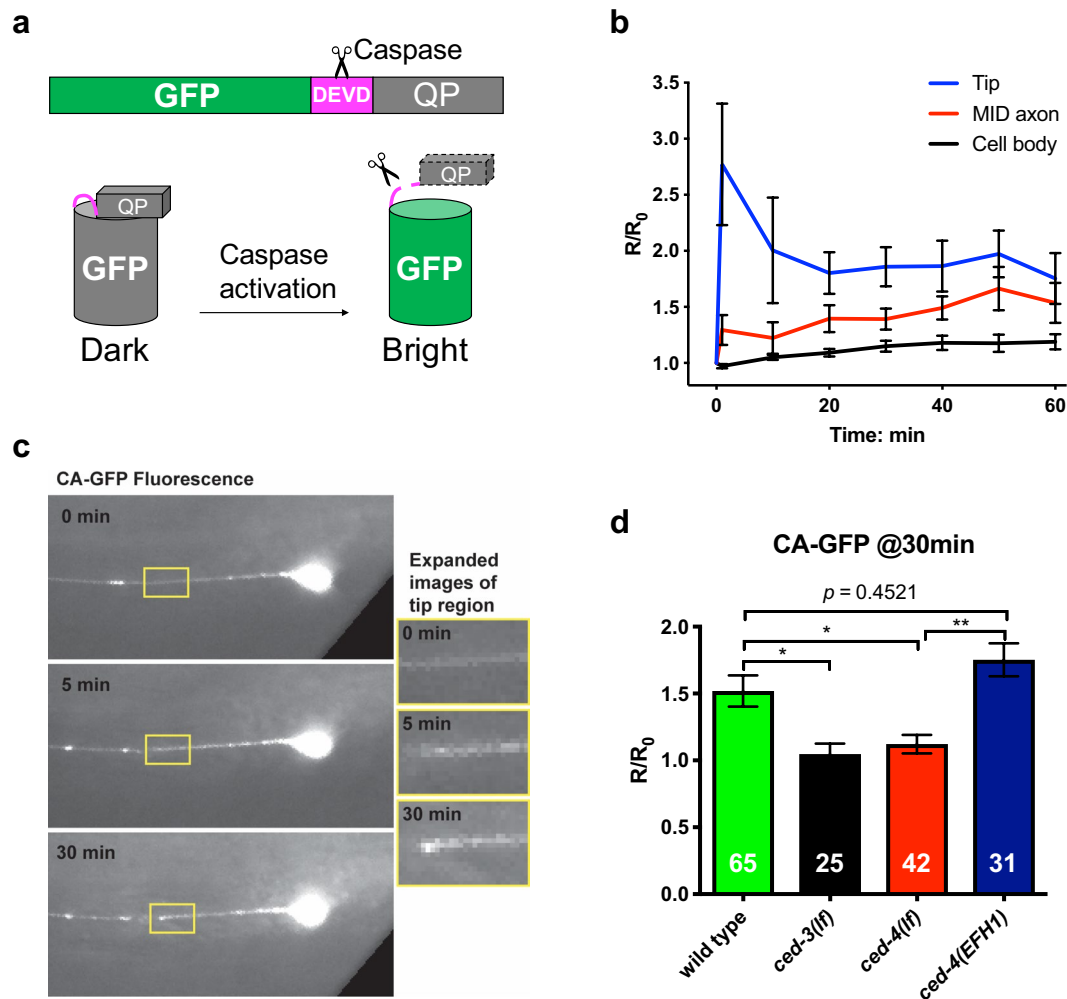 a
Caspase
GFP
DEVD
QP
QP
GFP
Dark
Caspase
activation
QP
GFP
Bright
b
3.5
3.0
2.5
2.0
1.5
1.0
R/R0
0
20
40
60
Time: min
Tip
MID axon
Cell body
c
CA-GFP Fluorescence
0 min
5 min
30 min
Expanded
images of
tip region
0 min
5 min
30 min
d
CA-GFP @30min
p = 0.4521
*
**
*
2.0
1.5
1.0
0.5
0.0
R/R0
65
25
42
31
wild type
ced-3(lf)
ced-4(lf)
ced-4(EFH1)